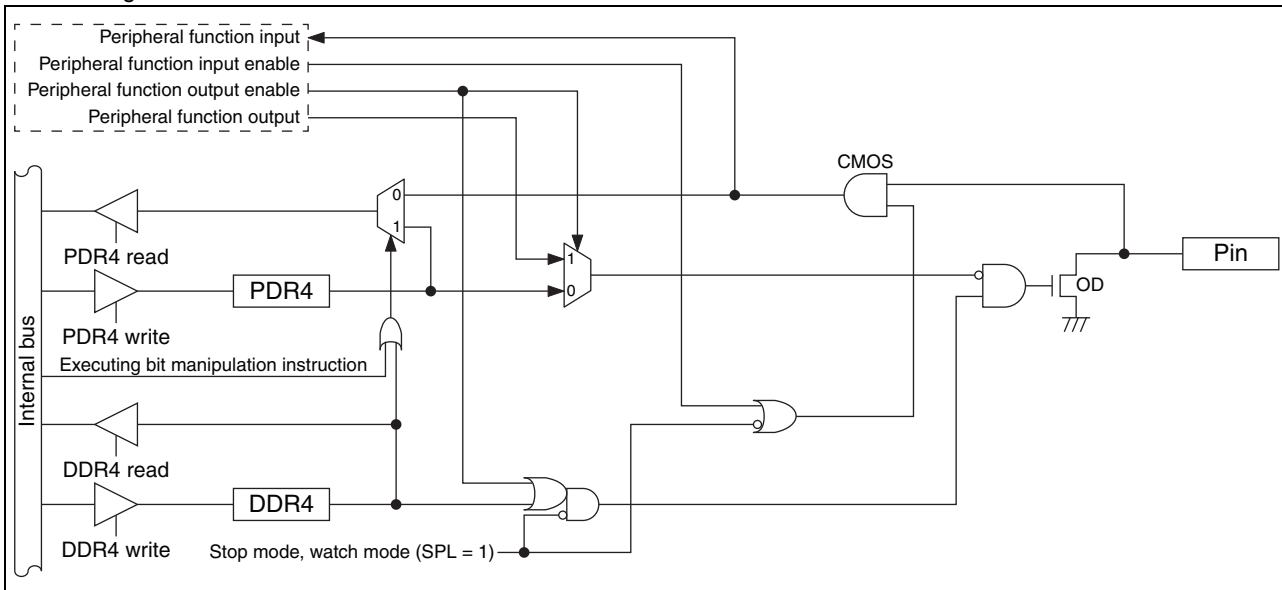 Peripheral function input
Peripheral function input enable
Peripheral function output enable
Peripheral function output
CMOS
0
1
PDR4 read
1
Pin
PDR4
0
OD
PDR4 write
Internal bus
Executing bit manipulation instruction
DDR4 read
DDR4
DDR4 write
Stop mode, watch mode (SPL = 1)